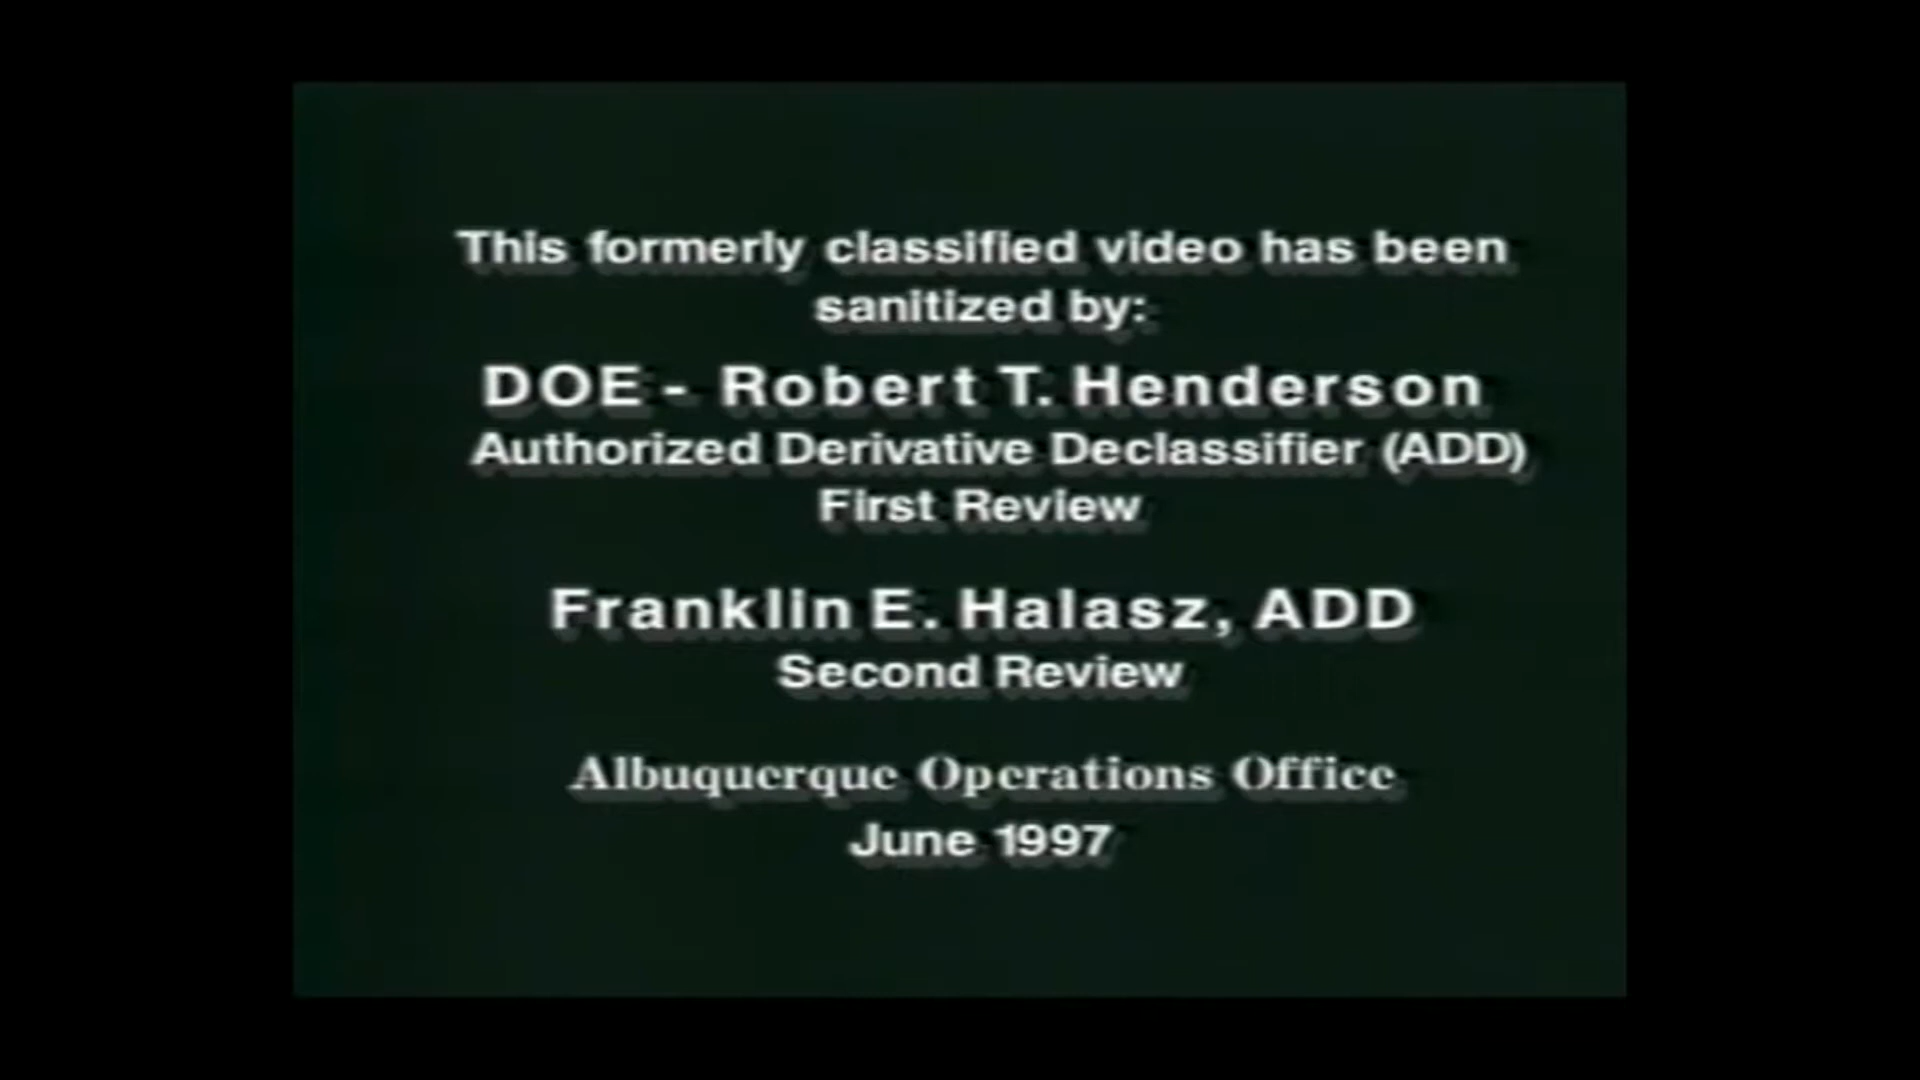 This formerly classified video has been
sanitized by:
DOE - Robert T. Henderson
Authorized Derivative Declassifier (ADD)
First Review
Franklin E. Halasz, ADD
Second Review
Albuquerque Operations Office
June 1997